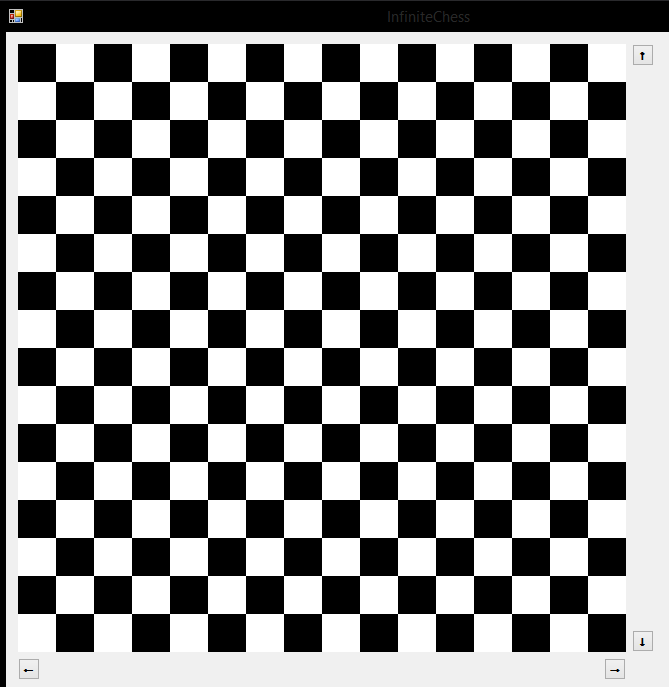 InfiniteChess
↑
↓
← →